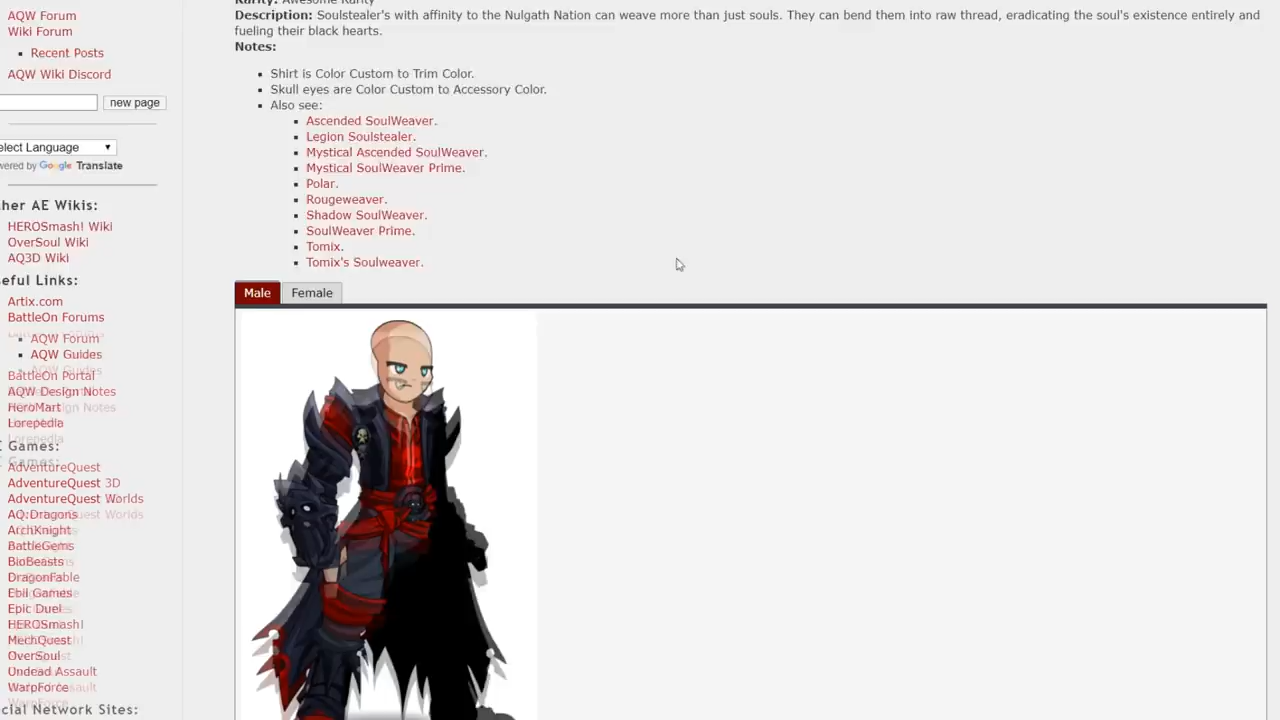 AQW Forum
Wiki Forum
Recent Posts
AQW Wiki Discord
new page
elect Language
wered by Google Translate
her AE Wikis:
HEROSmash! Wiki
OverSoul Wiki
AQ3D Wiki
seful Links:
Artix.com
BattleOn Forums
AQW Forum
AQW Guides
BattleOn Portal
AQW Design Notes
HeroMart
Lorepedia
Games:
AdventureQuest
AdventureQuest 3D
AdventureQuest Worlds
AQ:Dragons
ArchKnight
BattleGems
BioBeasts
DragonFable
Ebil Games
Epic Duel
HEROSmash!
MechQuest
OverSoul
Undead Assault
WarpForce
cial Network Sites:
Rarity: Awesome Rarity
Description: Soulstealer's with affinity to the Nulgath Nation can weave more than just souls. They can bend them into raw thread, eradicating the soul's existence entirely and
fueling their black hearts.
Notes:
Shirt is Color Custom to Trim Color.
Skull eyes are Color Custom to Accessory Color.
Also see:
Ascended SoulWeaver.
Legion Soulstealer.
Mystical Ascended SoulWeaver.
Mystical SoulWeaver Prime.
Polar.
Rougeweaver.
Shadow SoulWeaver.
SoulWeaver Prime.
Tomix.
Tomix's Soulweaver.
Male Female